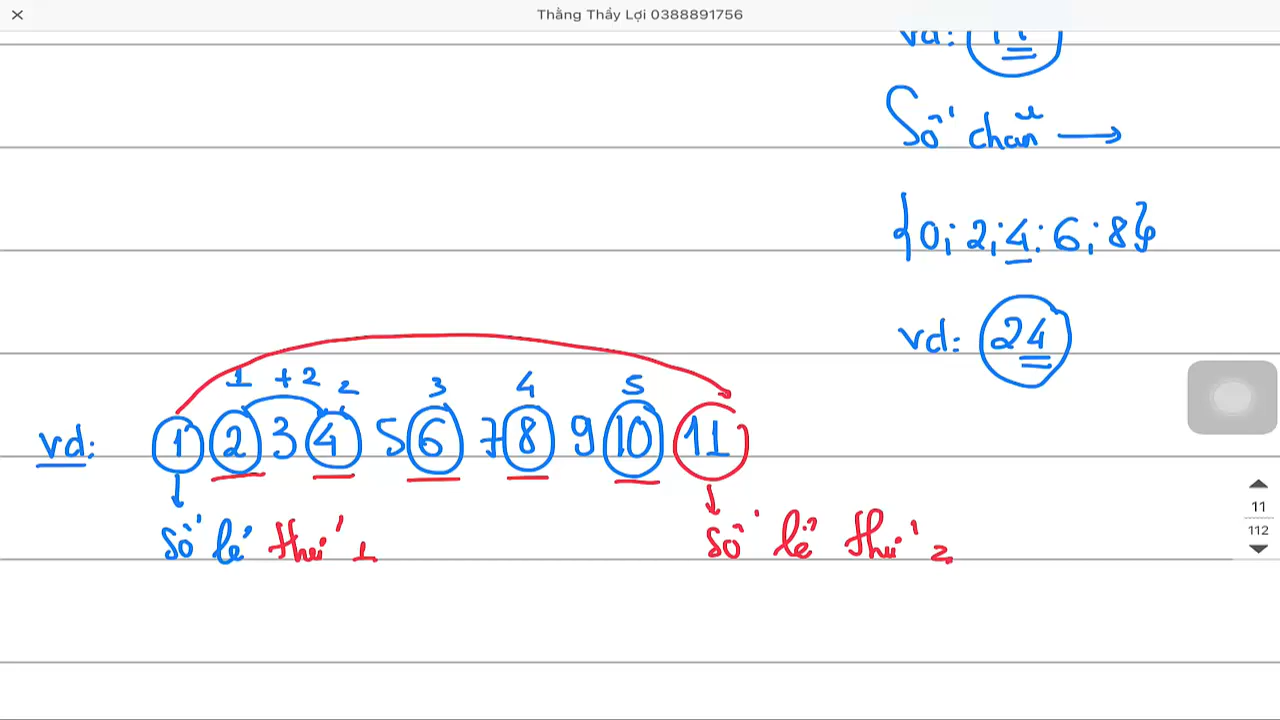 Thằng Thầy Lợi 0388891756
vd: 11
Số chẵn →
{0; 2; 4; 6; 8}
vd: 24
1 +2 2 3 4 5
vd: 1 2 3 4 5 6 7 8 9 10 11
số lẻ thứ 1 số lẻ thứ 2
11
112